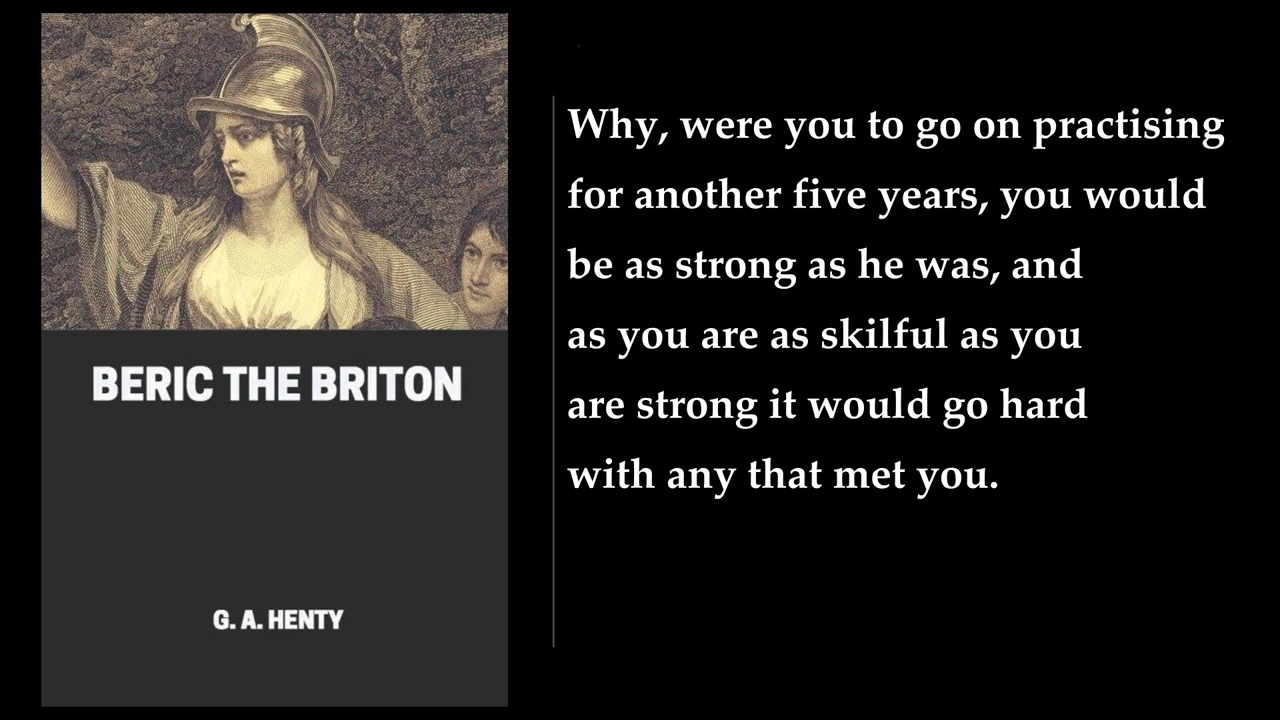 BERIC THE BRITON
G. A. HENTY
Why, were you to go on practising
for another five years, you would
be as strong as he was, and
as you are as skilful as you
are strong it would go hard
with any that met you.